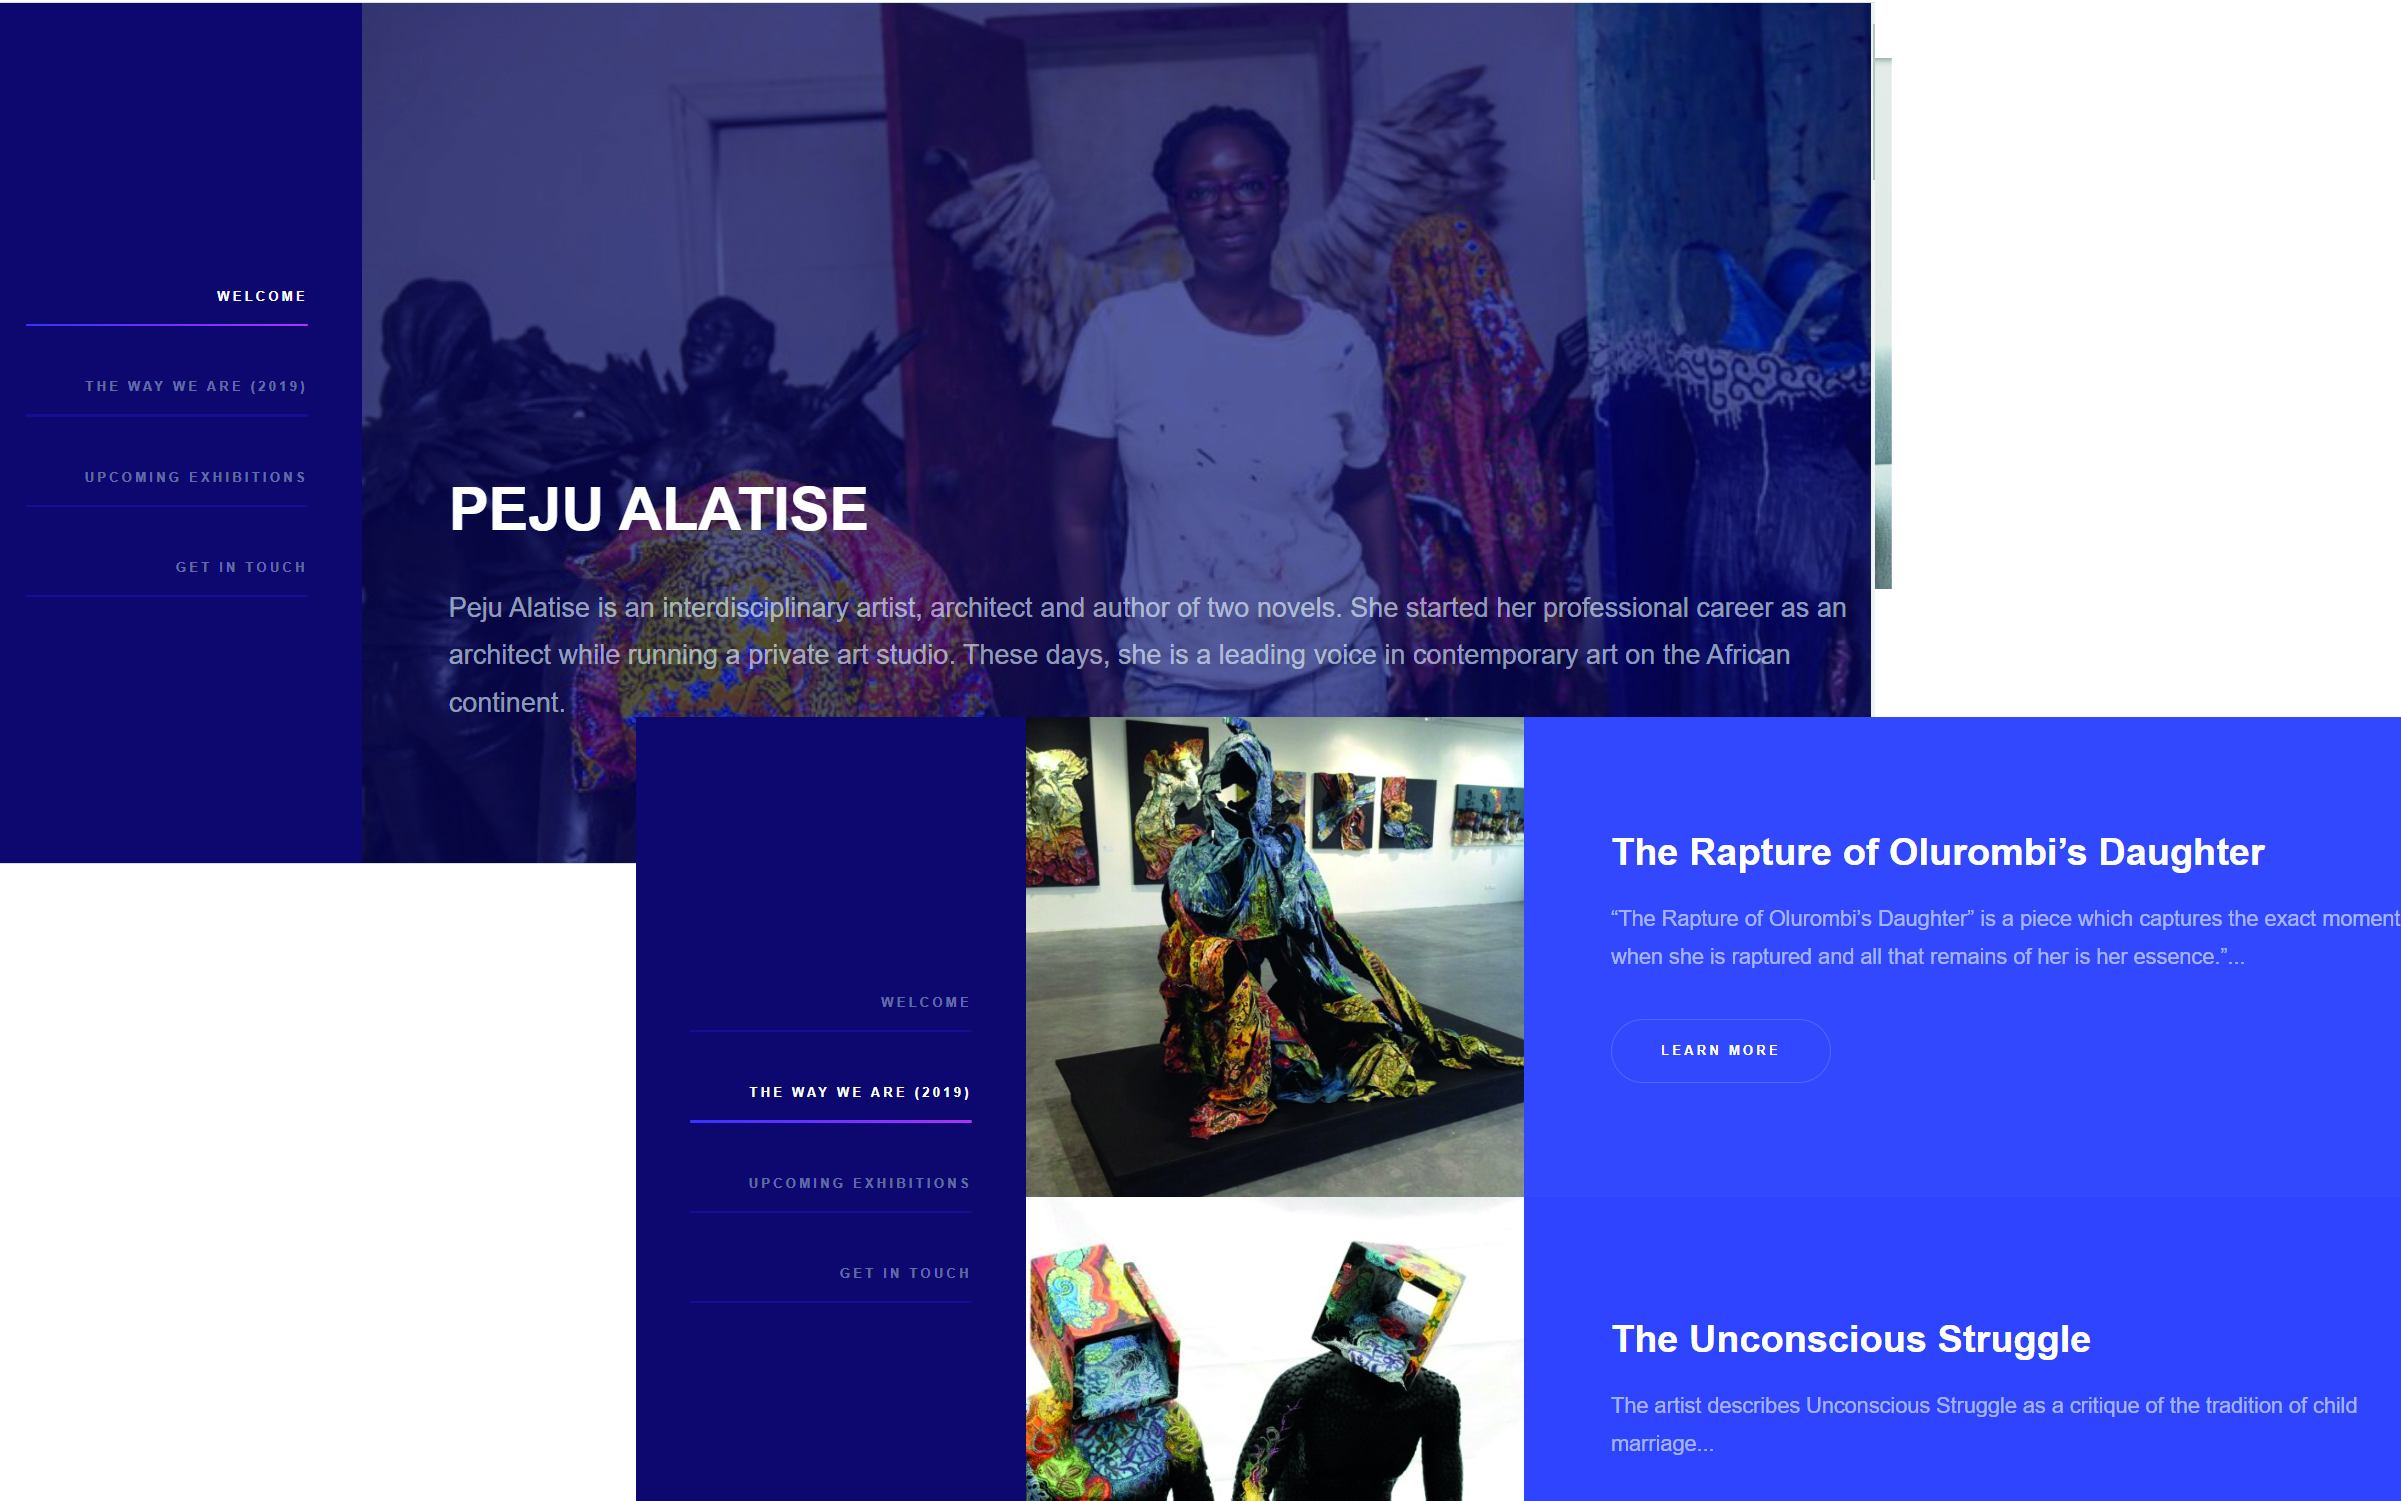 WELCOME
THE WAY WE ARE (2019)
UPCOMING EXHIBITIONS
GET IN TOUCH
PEJU ALATISE
Peju Alatise is an interdisciplinary artist, architect and author of two novels. She started her professional career as an
architect while running a private art studio. These days, she is a leading voice in contemporary art on the African
continent.
WELCOME
THE WAY WE ARE (2019)
UPCOMING EXHIBITIONS
GET IN TOUCH
The Rapture of Olurombi’s Daughter
“The Rapture of Olurombi’s Daughter” is a piece which captures the exact moment
when she is raptured and all that remains of her is her essence.”...
LEARN MORE
The Unconscious Struggle
The artist describes Unconscious Struggle as a critique of the tradition of child
marriage...